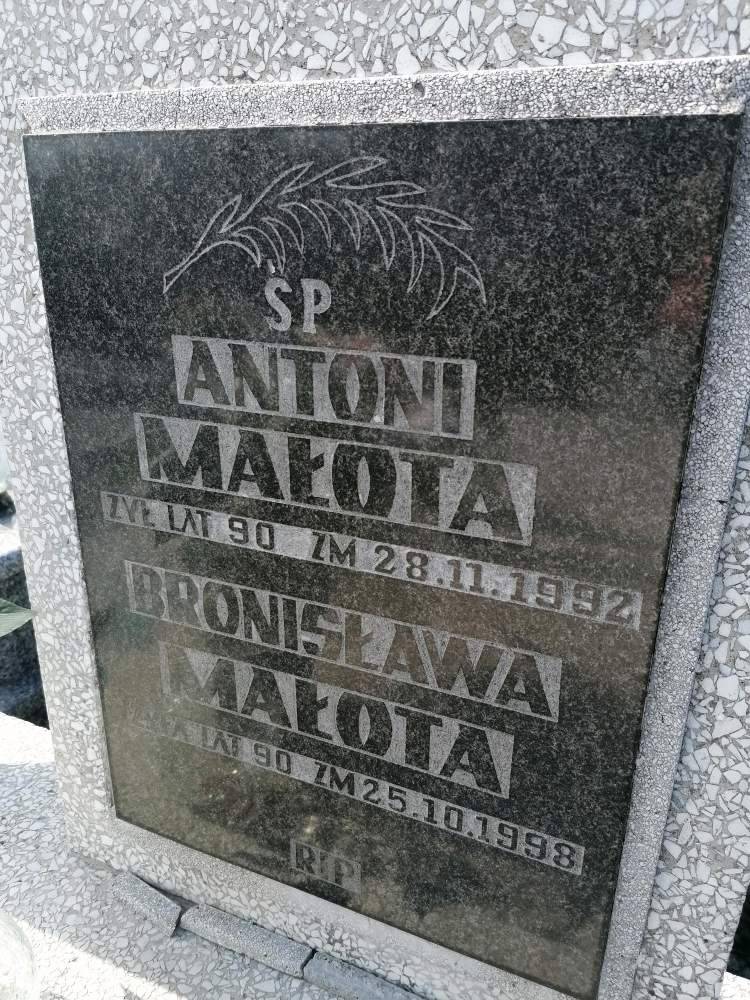 ŚP
ANTONI
MAŁOTA
ŻYŁ LAT 90 ZM 28.11.1992
BRONISŁAWA
MAŁOTA
ŻYŁA LAT 90 ZM 25.10.1998
RIP